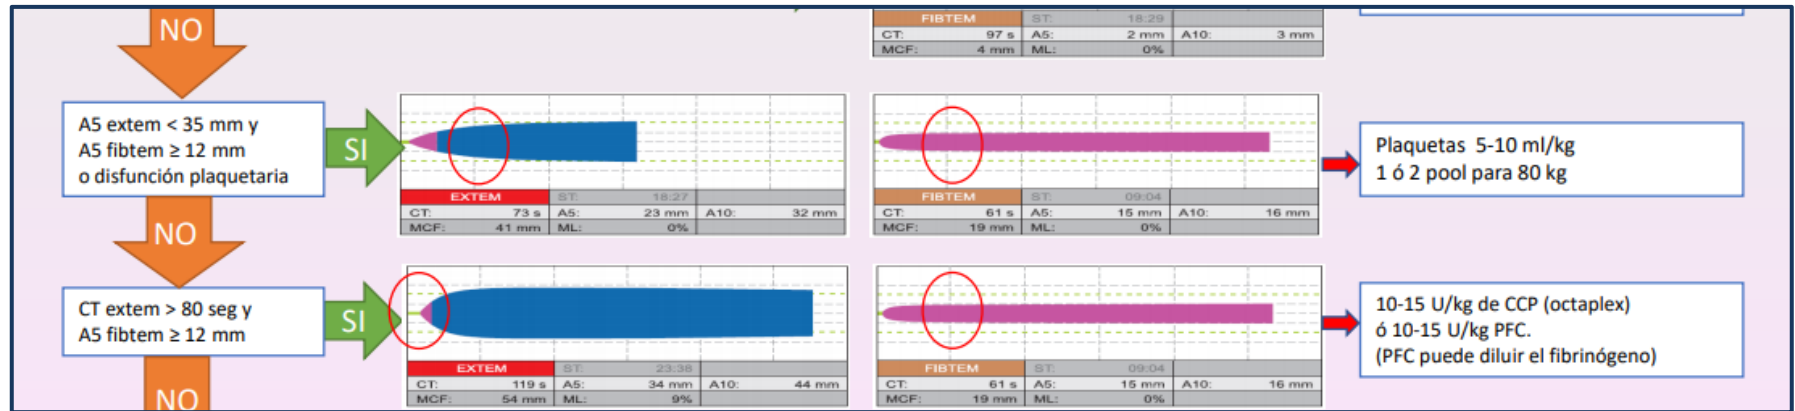 NO
FIBTEM ST: 18:29
CT: 97 s A5: 2 mm A10: 3 mm
MCF: 4 mm ML: 0%
A5 extem < 35 mm y
A5 fibtem ≥ 12 mm
o disfunción plaquetaria
SI
EXTEM ST: 18:27
CT: 73 s A5: 23 mm A10: 32 mm
MCF: 41 mm ML: 0%
FIBTEM ST: 09:04
CT: 61 s A5: 15 mm A10: 16 mm
MCF: 19 mm ML: 0%
Plaquetas 5-10 ml/kg
1 ó 2 pool para 80 kg
NO
CT extem > 80 seg y
A5 fibtem ≥ 12 mm
SI
EXTEM ST: 23:38
CT: 119 s A5: 34 mm A10: 44 mm
MCF: 54 mm ML: 9%
FIBTEM ST: 09:04
CT: 61 s A5: 15 mm A10: 16 mm
MCF: 19 mm ML: 0%
10-15 U/kg de CCP (octaplex)
ó 10-15 U/kg PFC.
(PFC puede diluir el fibrinógeno)
NO